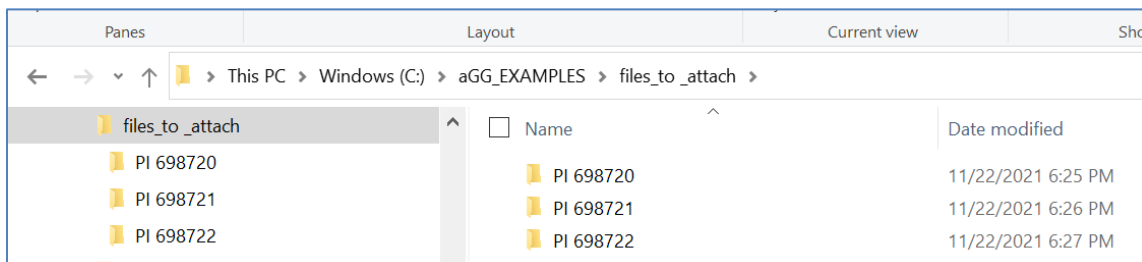 Panes Layout Current view Sho
This PC > Windows (C:) > aGG_EXAMPLES > files_to _attach >
files_to _attach Name Date modified
PI 698720 PI 698720 11/22/2021 6:25 PM
PI 698721 PI 698721 11/22/2021 6:26 PM
PI 698722 PI 698722 11/22/2021 6:27 PM